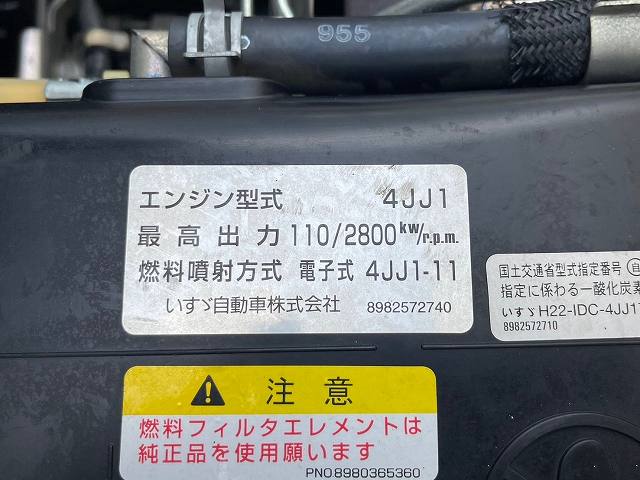 955
エンジン型式 4JJ1
最高出力 110/2800kw/r.p.m.
燃料噴射方式 電子式 4JJ1-11
いすゞ自動車株式会社 8982572740
国土交通省型式指定番号 自
指定に係わる一酸化炭素
いすゞH22-IDC-4JJ1
8982572710
注意
燃料フィルタエレメントは
純正品を使用願います
PNO8980365360